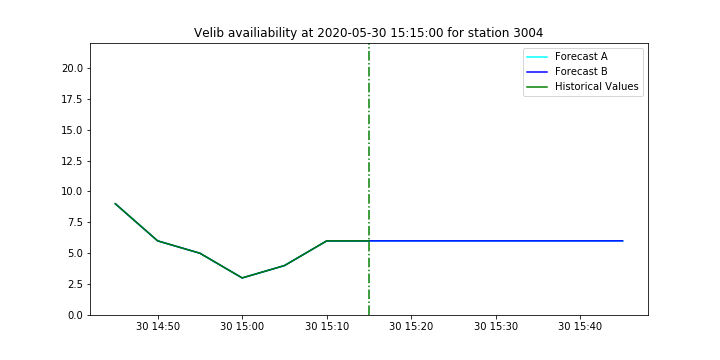 Velib availiability at 2020-05-30 15:15:00 for station 3004
Forecast A
Forecast B
Historical Values
20.0
17.5
15.0
12.5
10.0
7.5
5.0
2.5
0.0
30 14:50 30 15:00 30 15:10 30 15:20 30 15:30 30 15:40